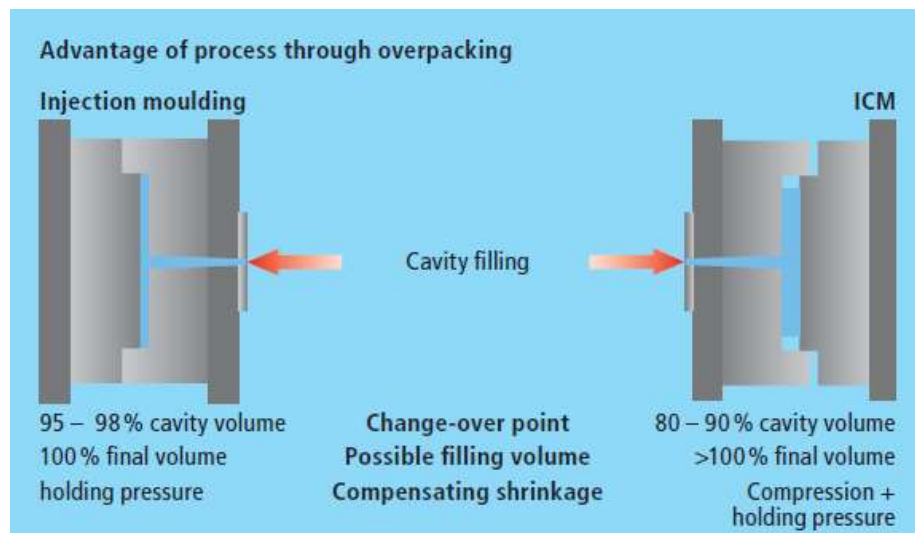 Advantage of process through overpacking
Injection moulding
ICM
Cavity filling
95 – 98 % cavity volume Change-over point 80 – 90 % cavity volume
100 % final volume Possible filling volume >100 % final volume
holding pressure Compensating shrinkage Compression +
holding pressure